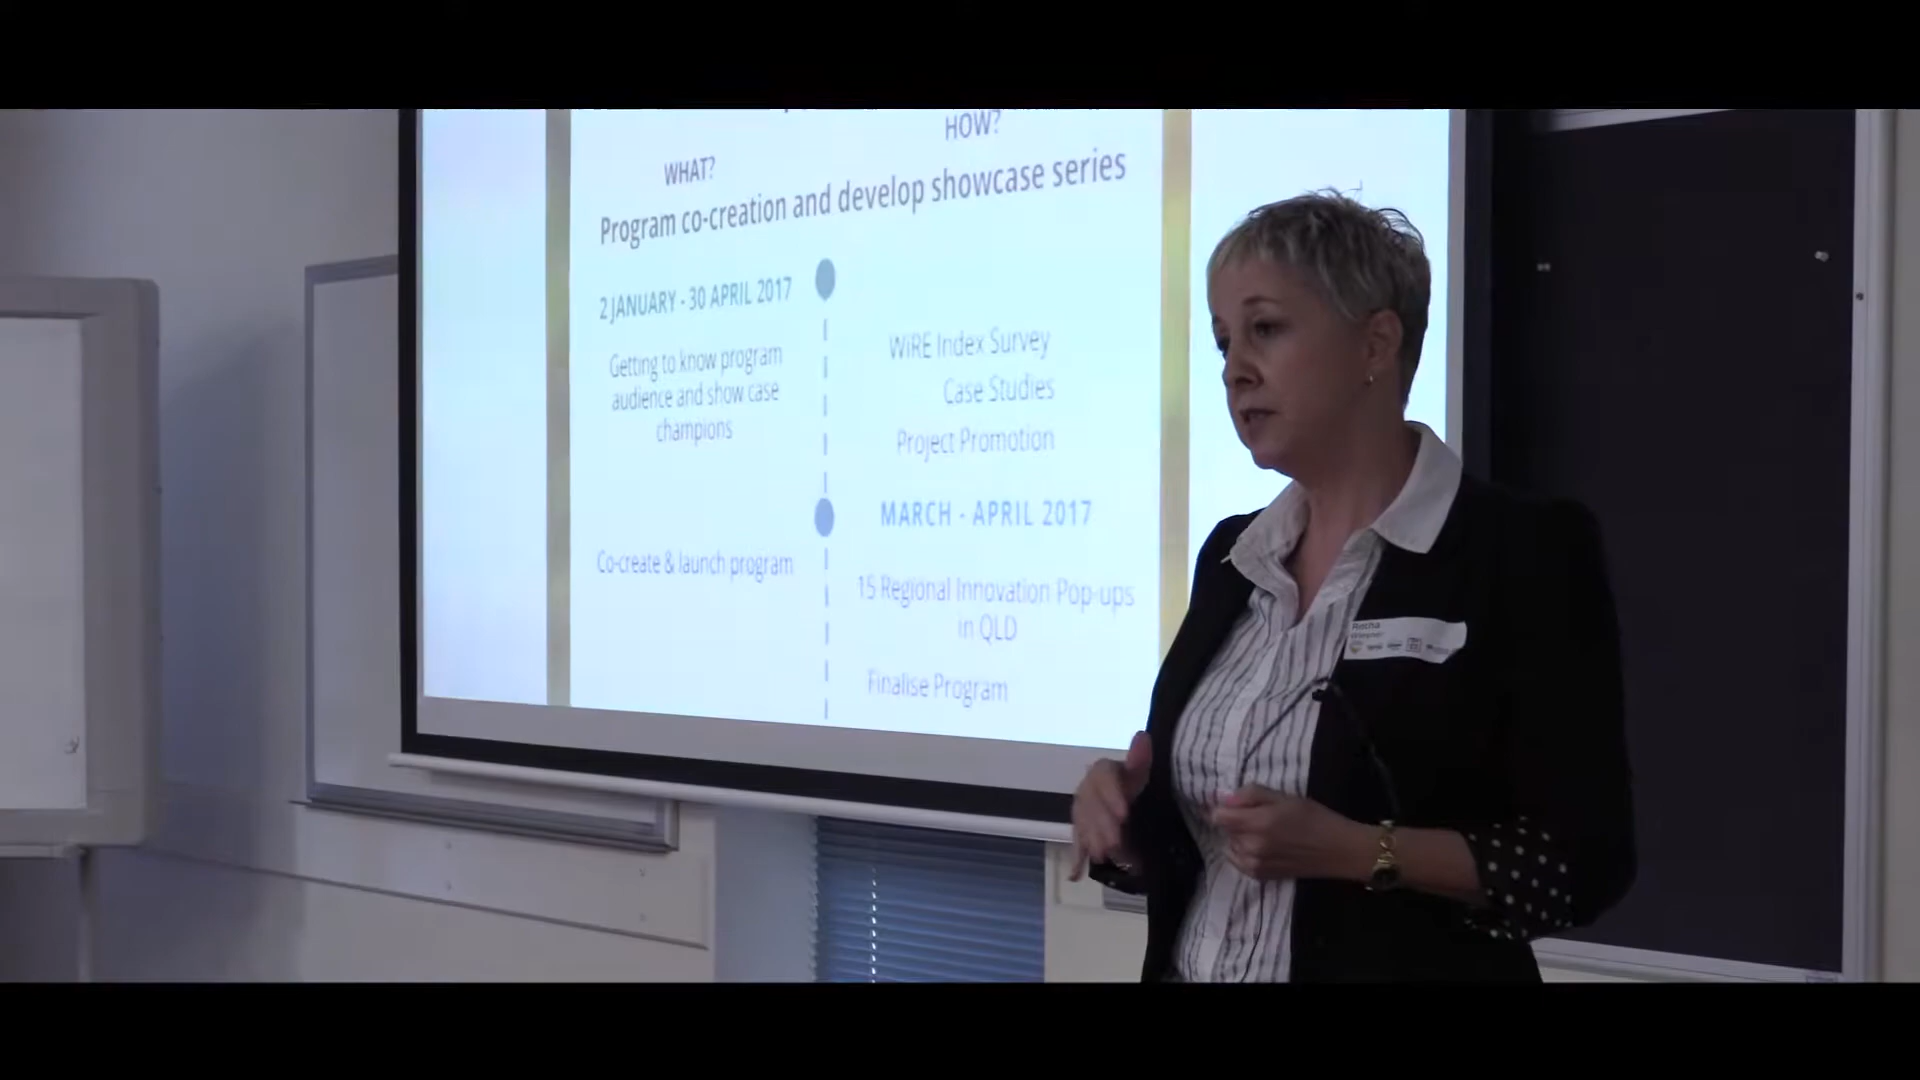 HOW?
WHAT?
Program co-creation and develop showcase series
2 JANUARY - 30 APRIL 2017
Getting to know program
audience and show case
champions
WiRE Index Survey
Case Studies
Project Promotion
MARCH - APRIL 2017
Co-create & launch program
15 Regional Innovation Pop-ups
in QLD
Finalise Program